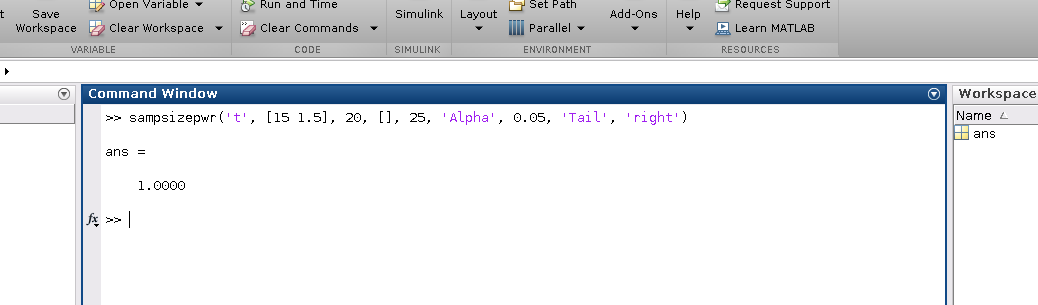 t
Save
Workspace
Open Variable
Clear Workspace
VARIABLE
Run and Time
Clear Commands
CODE
Simulink
SIMULINK
Layout
Set Path
Parallel
ENVIRONMENT
Add-Ons
Help
Request Support
Learn MATLAB
RESOURCES
Command Window
>> sampsizepwr('t', [15 1.5], 20, [], 25, 'Alpha', 0.05, 'Tail', 'right')
ans =
1.0000
fx >>
Workspace
Name
ans